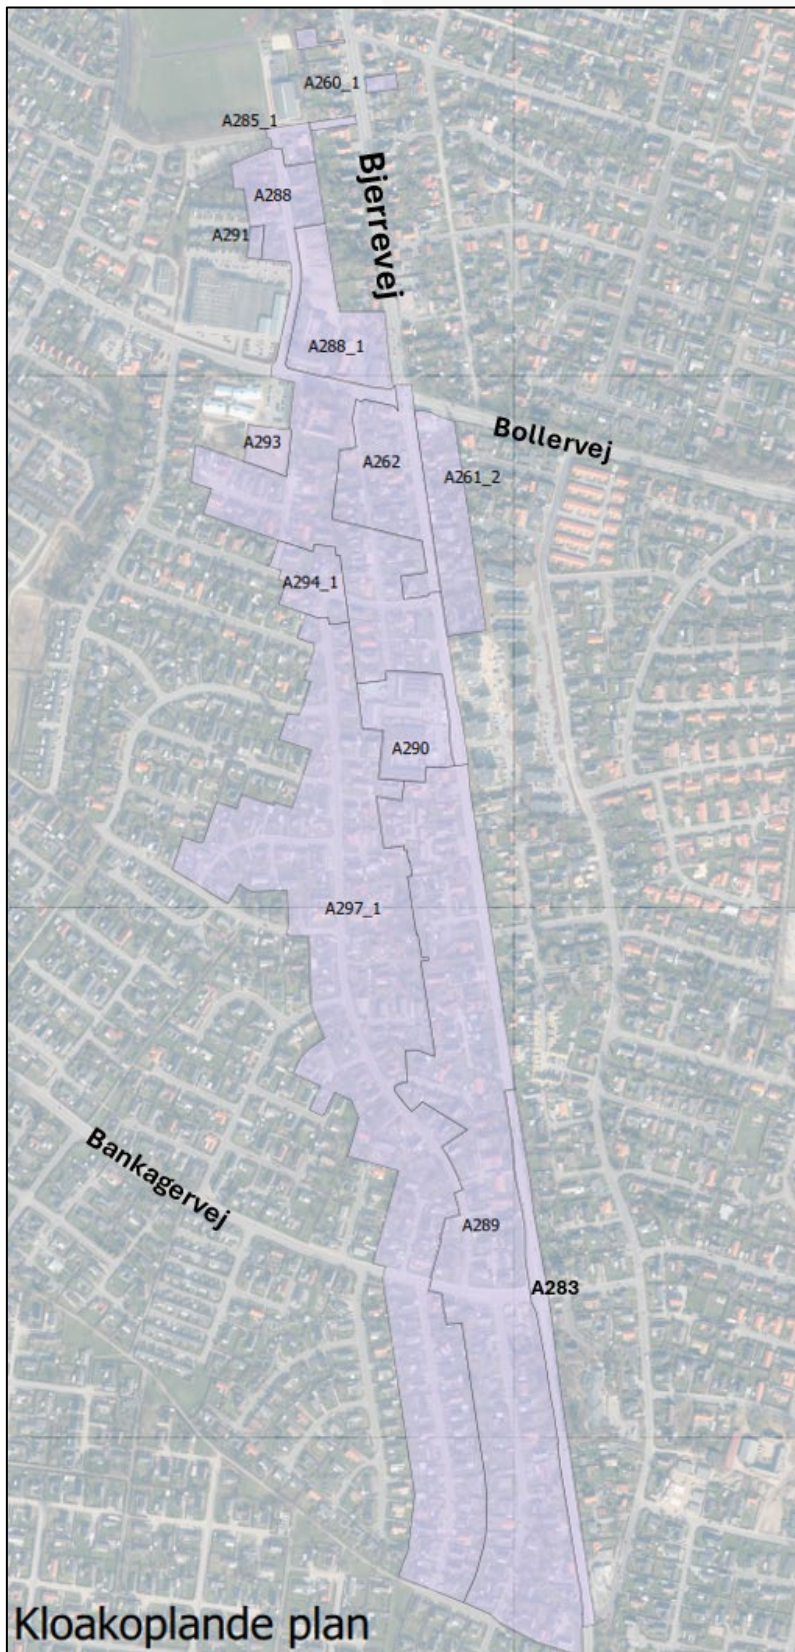 A260_1
A285_1
Bjerrevej
A288
A291
A288_1
Bollervej
A293
A262
A261_2
A294_1
A290
A297_1
Bankagervej
A289
A283
Kloakoplande plan